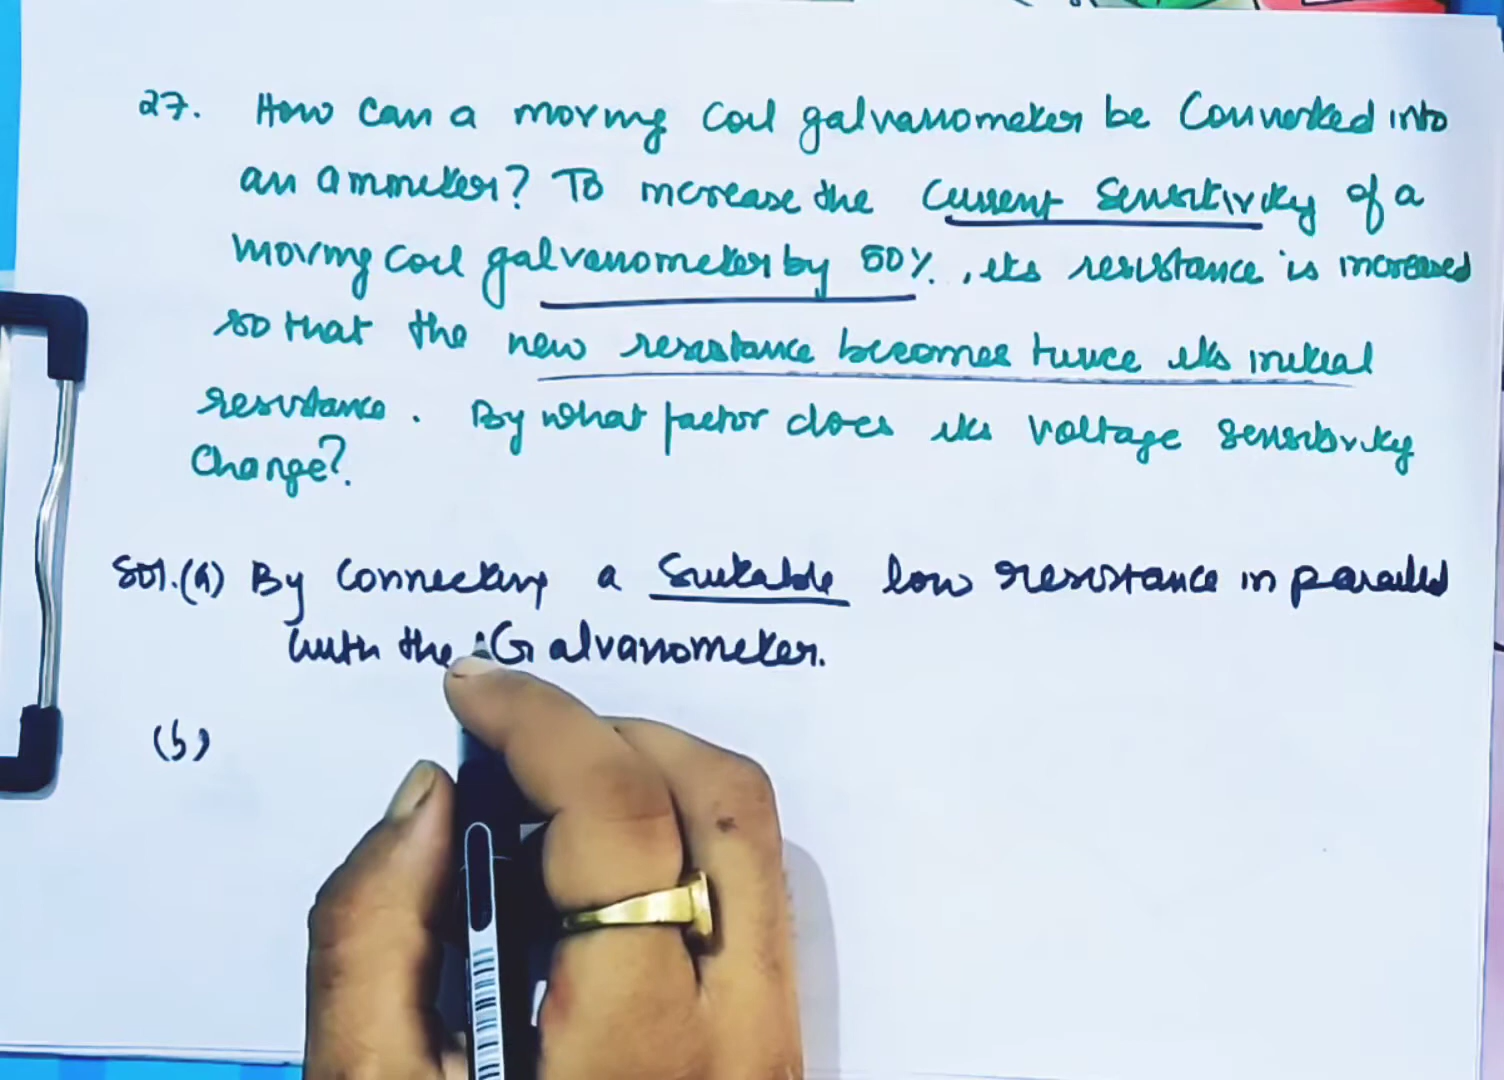 27. How can a moving coil galvanometer be Converted into
an ammeter? To increase the Current Sensitivity of a
moving coil galvanometer by 50%, its resistance is increased
so that the new resistance becomes twice its initial
resistance. By what factor does its voltage sensitivity
Change?
Sol.(a) By Connecting a Suitable low resistance in parallel
with the Galvanometer.
(b)